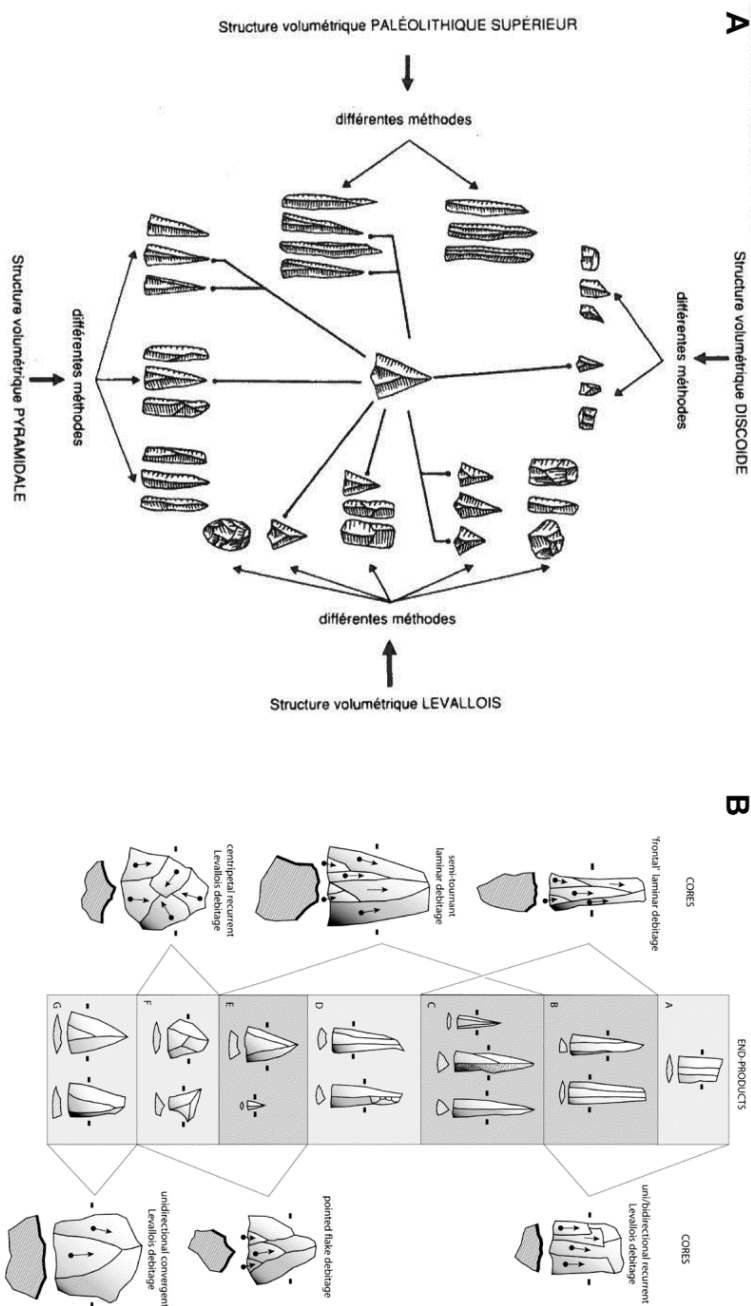 A
Structure volumétrique PALÉOLITHIQUE SUPÉRIEUR
différentes méthodes
Structure volumétrique DISCOIDE
différentes méthodes
Structure volumétrique PYRAMIDALE
différentes méthodes
différentes méthodes
Structure volumétrique LEVALLOIS
B
CORES
'frontal' laminar debitage
semi-tournant
laminar debitage
centripetal recurrent
Levallois debitage
END-PRODUCTS
A
B
C
D
E
F
G
CORES
uni/bidirectional recurrent
Levallois debitage
pointed flake debitage
unidirectional convergent
Levallois debitage